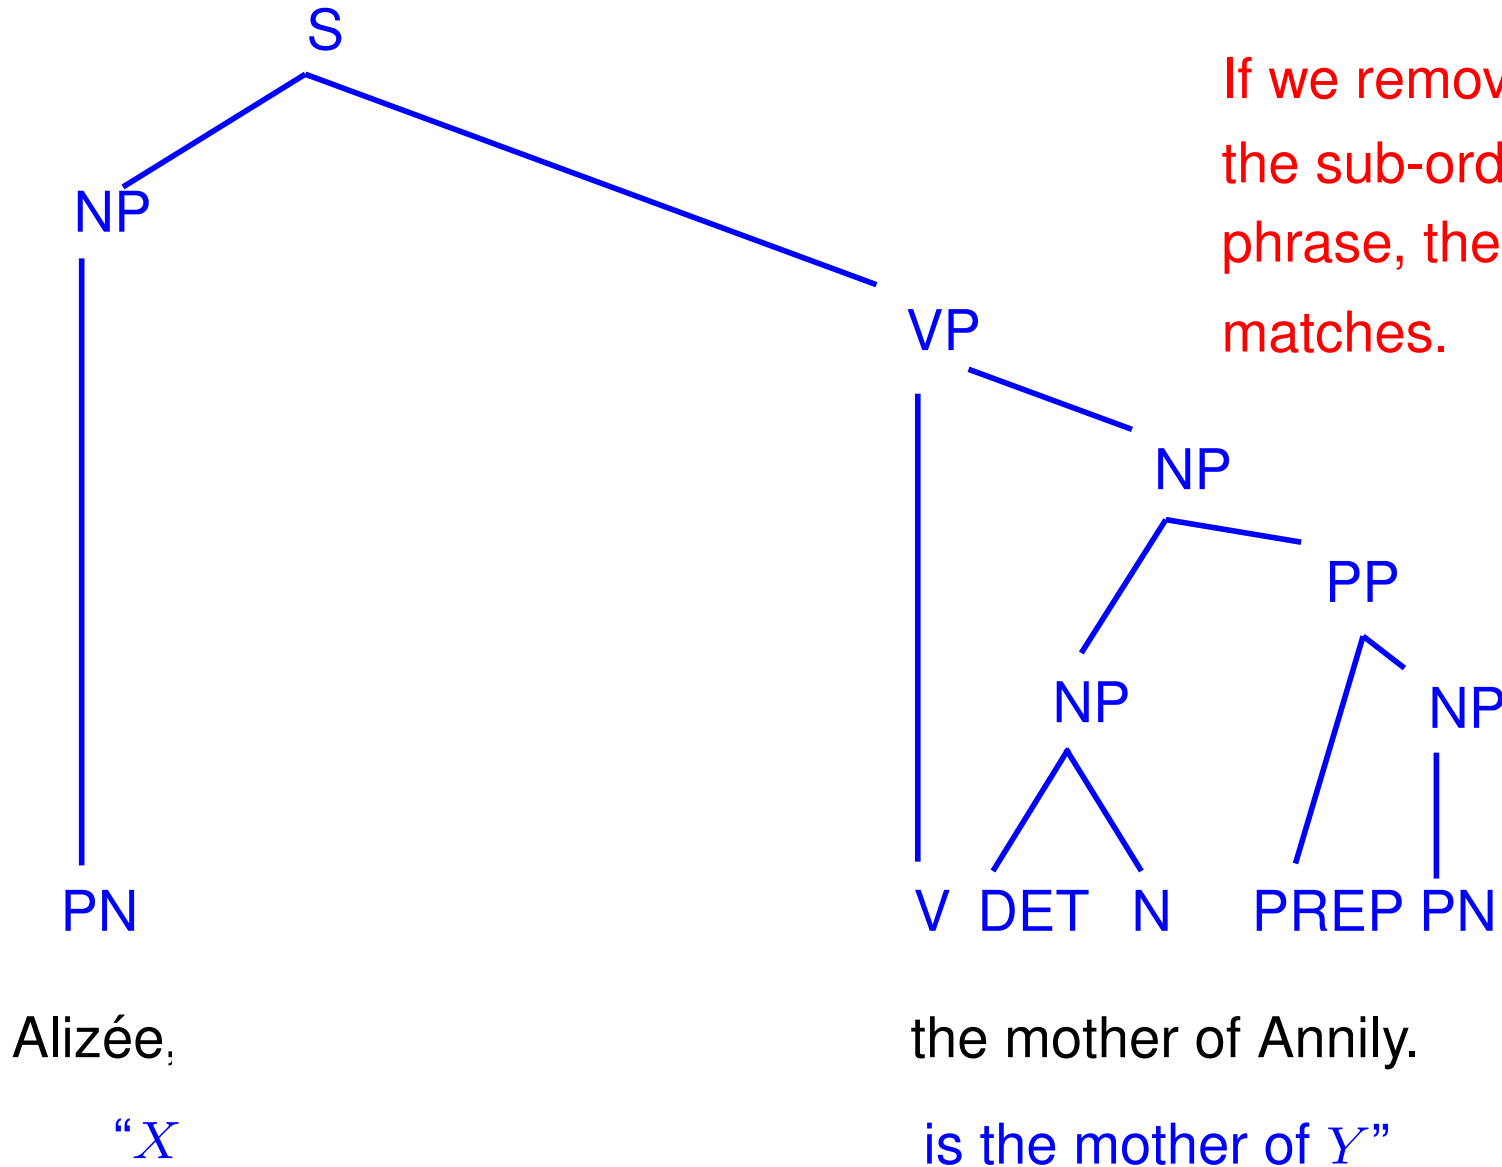 S
If we remov
the sub-ord
phrase, the
matches.
NP
VP
NP
PP
NP
NP
PN
V DET N PREP PN
Alizée, the mother of Annily.
“X is the mother of Y”